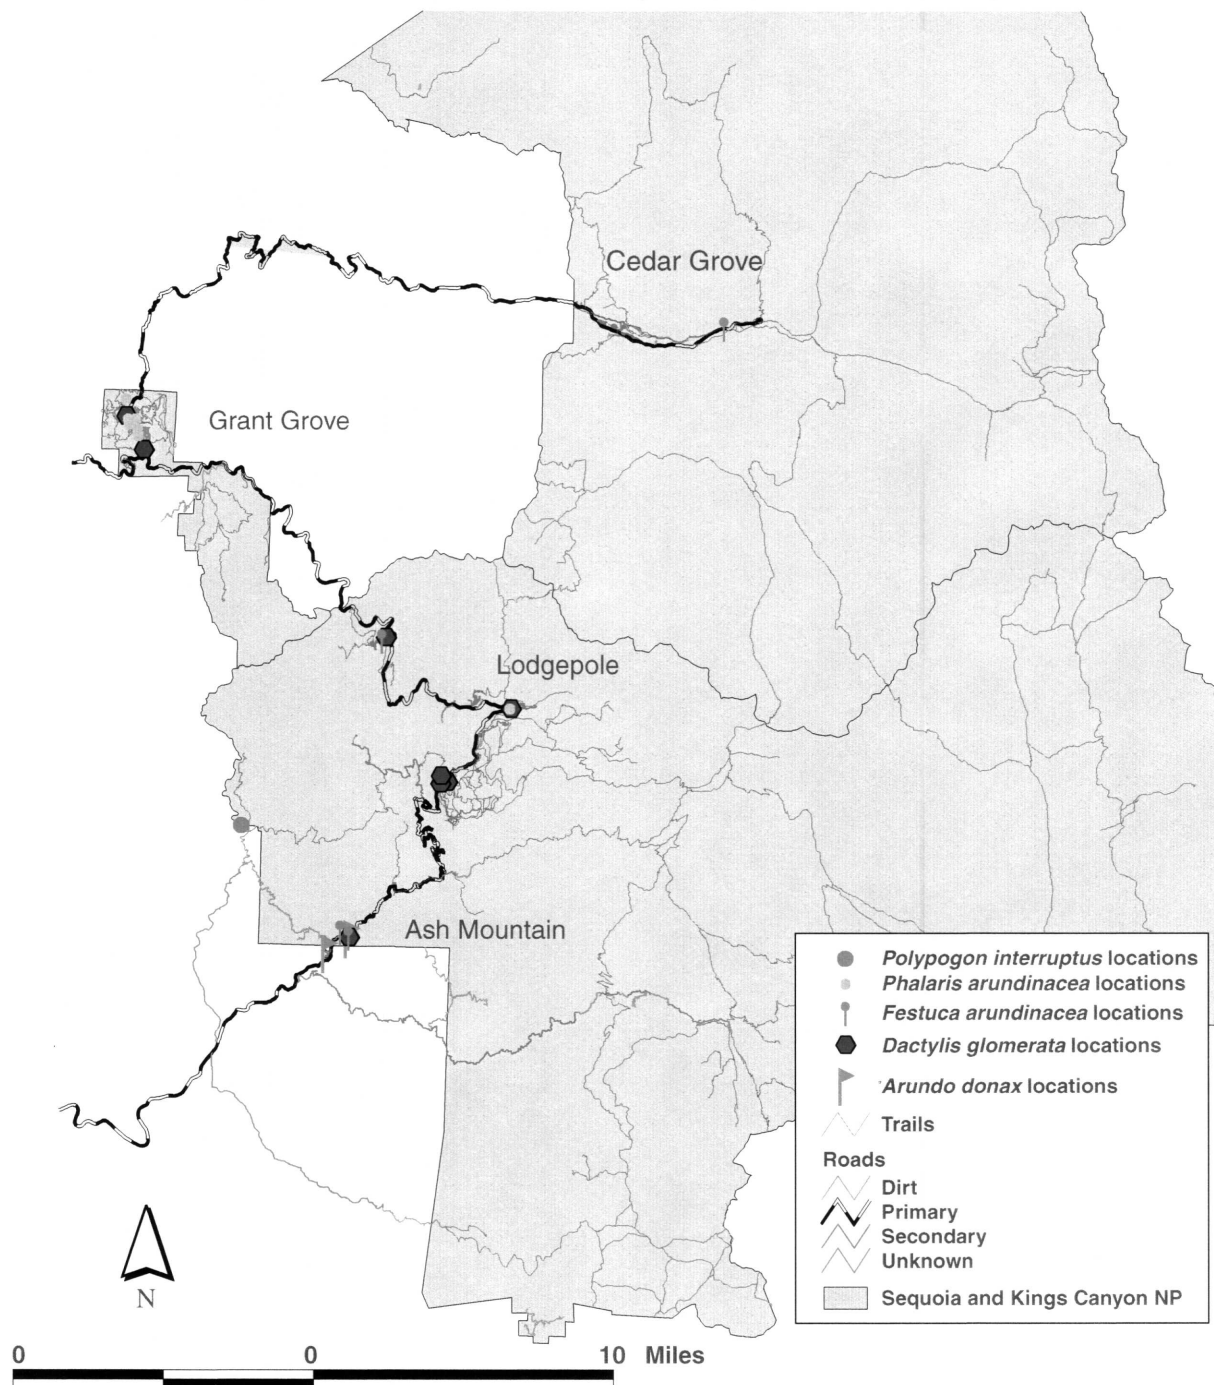 Cedar Grove
Grant Grove
Lodgepole
Ash Mountain
Polypogon interruptus locations
Phalaris arundinacea locations
Festuca arundinacea locations
Dactylis glomerata locations
Arundo donax locations
Trails
Roads
Dirt
Primary
Secondary
Unknown
Sequoia and Kings Canyon NP
N
0 0 10 Miles